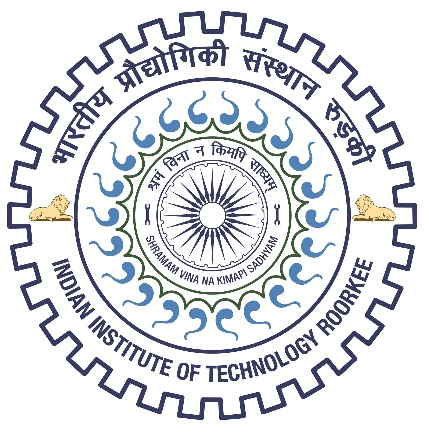 भारतीय प्रौद्योगिकी संस्थान रुड़की
श्रमं विना न किमपि साध्यम्
SHRAMAM VINA NA KIMAPI SADHYAM
INDIAN INSTITUTE OF TECHNOLOGY ROORKEE